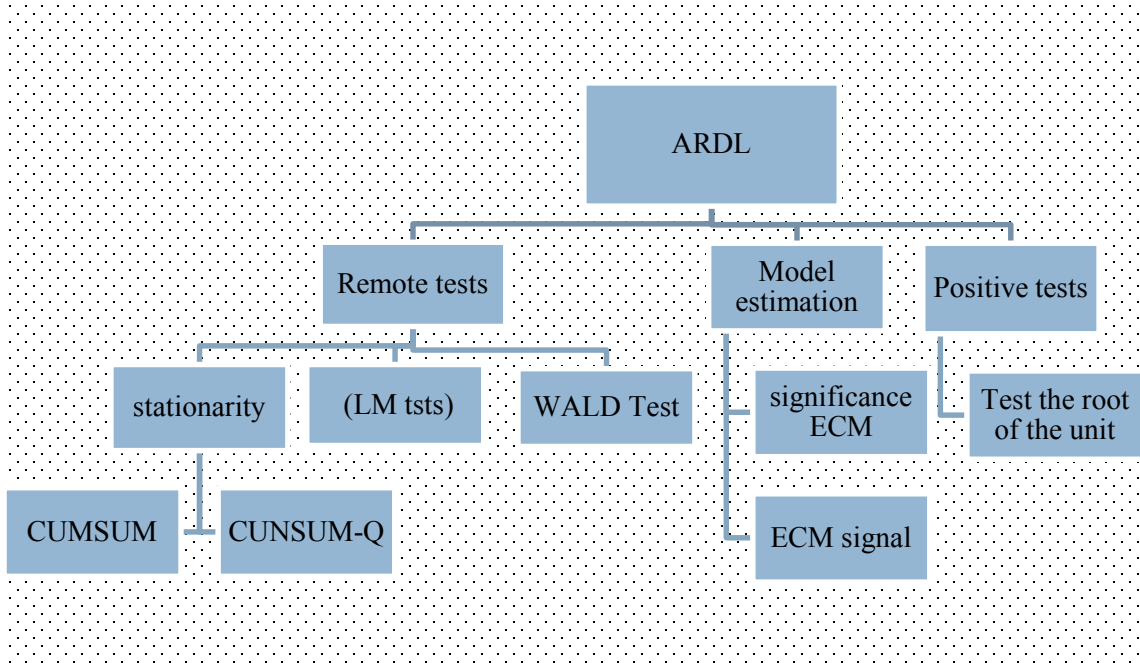 ARDL
Remote tests
Model
estimation
Positive tests
stationarity
(LM tsts)
WALD Test
significance
ECM
Test the root
of the unit
CUMSUM
CUNSUM-Q
ECM signal